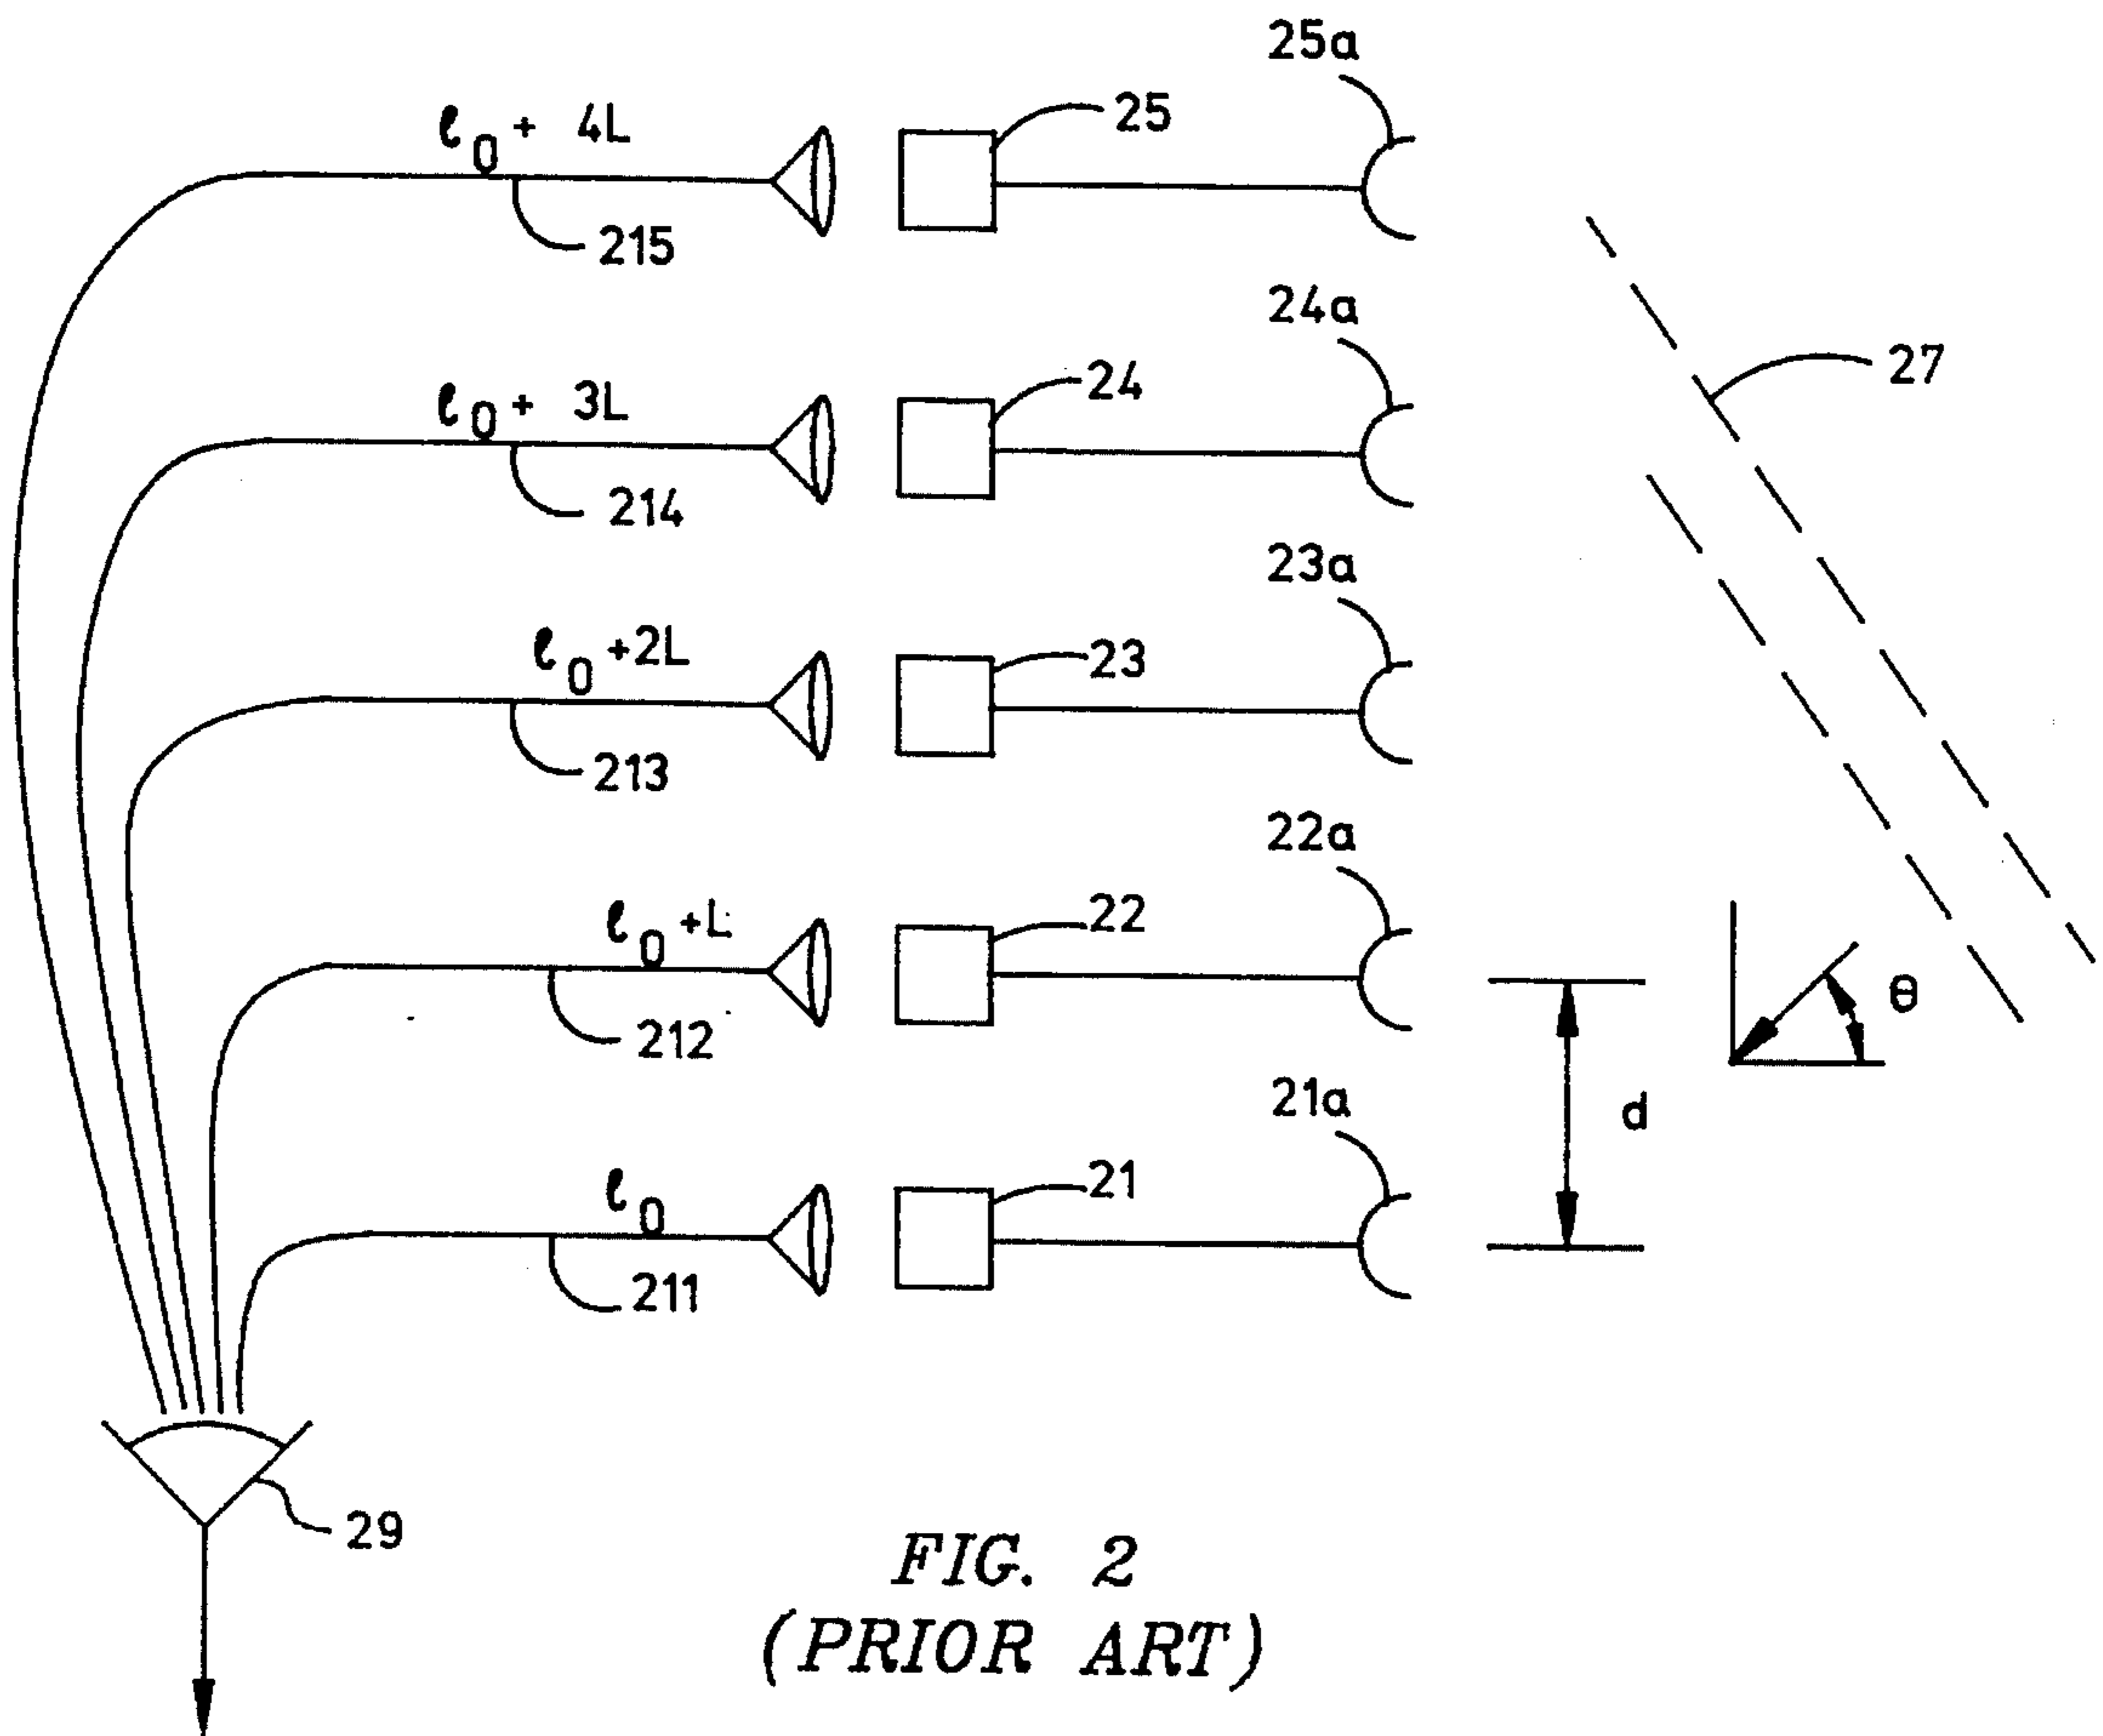 25a
ℓ0 + 4L
25
215
24a
27
ℓ0 + 3L
24
214
23a
ℓ0 +2L
23
213
22a
ℓ0 +L
22
θ
212
21a
d
ℓ0
21
211
29
FIG. 2
(PRIOR ART)